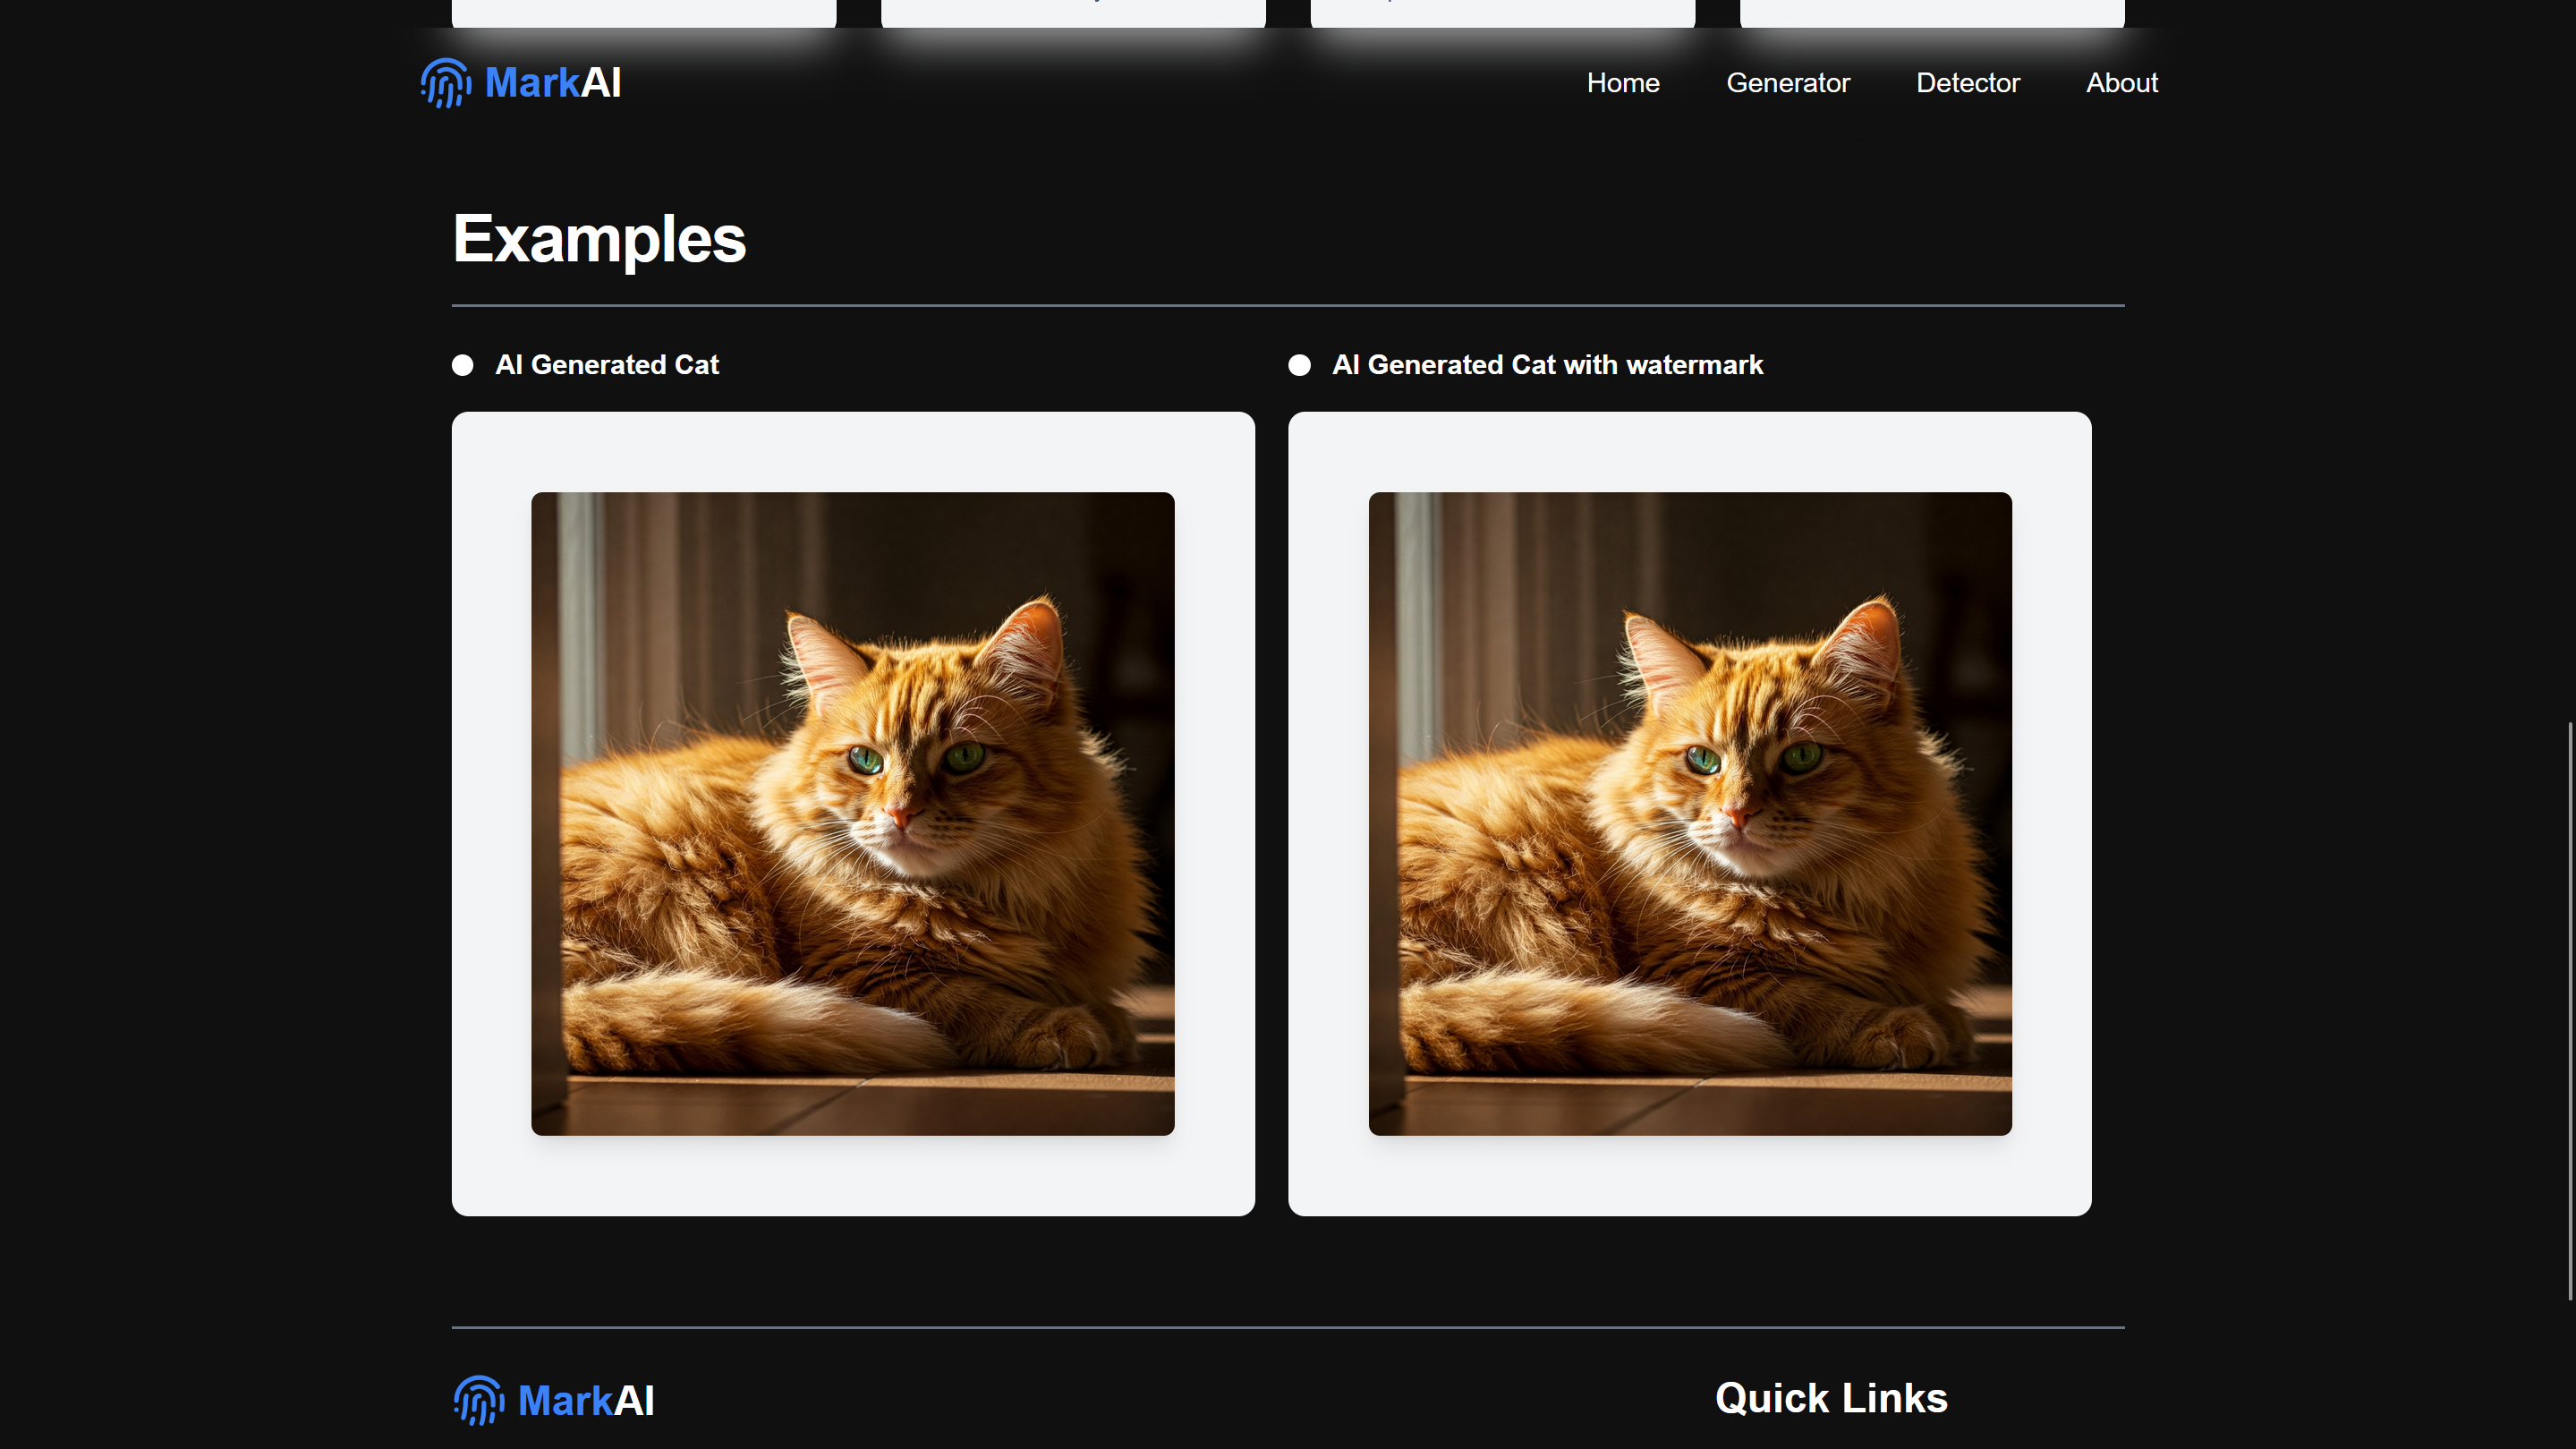 MarkAI
Home
Generator
Detector
About
Examples
AI Generated Cat
AI Generated Cat with watermark
MarkAI
Quick Links